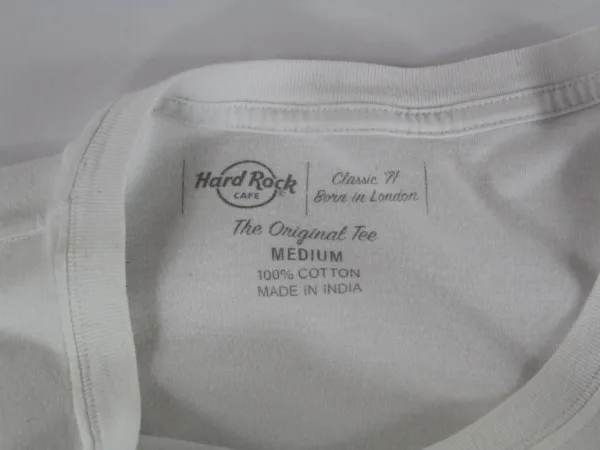 Hard Rock
CAFE
Classic '71
Born in London
The Original Tee
MEDIUM
100% COTTON
MADE IN INDIA